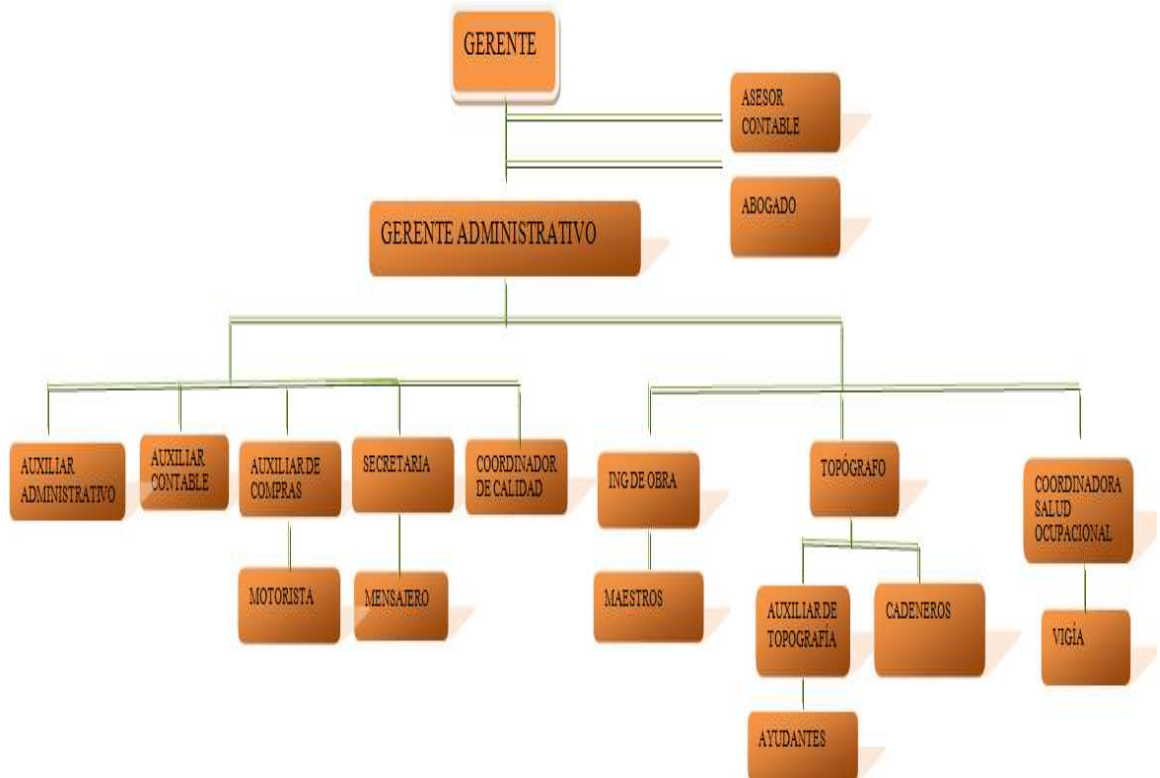 GERENTE
ASESOR
CONTABLE
ABOGADO
GERENTE ADMINISTRATIVO
AUXILIAR
ADMINISTRATIVO
AUXILIAR
CONTABLE
AUXILIAR DE
COMPRAS
SECRETARIA
COORDINADOR
DE CALIDAD
ING DE OBRA
TOPÓGRAFO
COORDINADORA
SALUD
OCUPACIONAL
MOTORISTA
MENSAJERO
MAESTROS
AUXILIAR DE
TOPOGRAFÍA
CADENEROS
VIGÍA
AYUDANTES